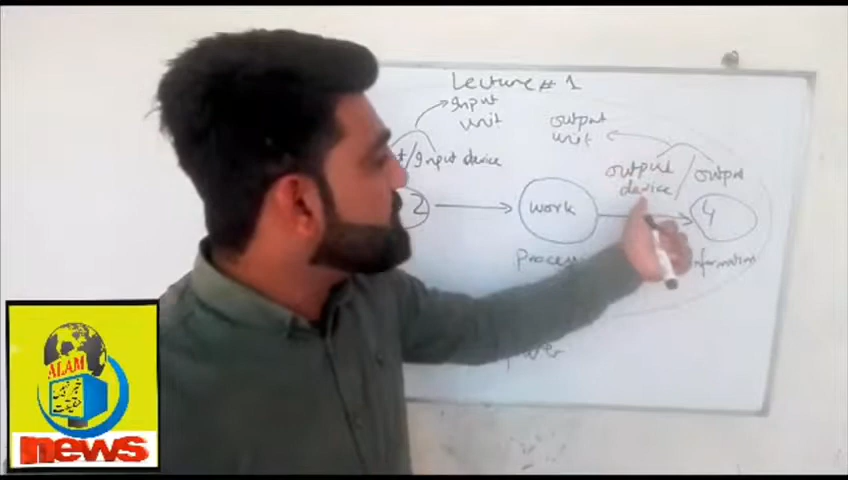 Lecture # 1
Input
unit
output
unit
/Input device
output
device
/ output
2
work
4
Process
information
ALAM
news